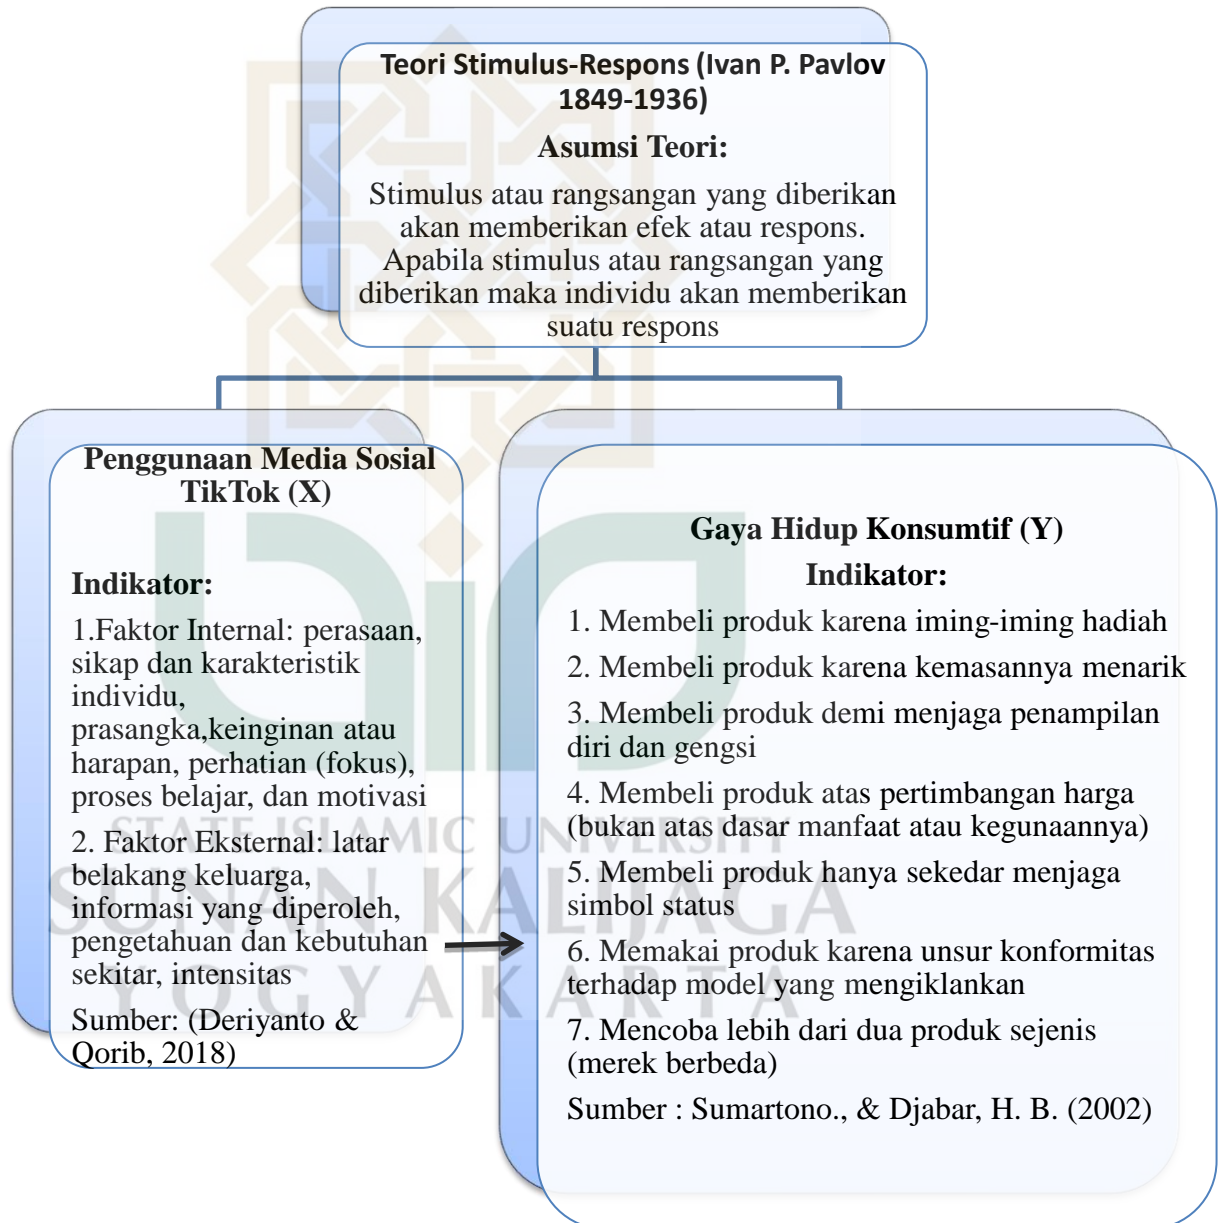 Teori Stimulus-Respons (Ivan P. Pavlov
1849-1936)
Asumsi Teori:
Stimulus atau rangsangan yang diberikan
akan memberikan efek atau respons.
Apabila stimulus atau rangsangan yang
diberikan maka individu akan memberikan
suatu respons
Penggunaan Media Sosial
TikTok (X)
Indikator:
1.Faktor Internal: perasaan,
sikap dan karakteristik
individu,
prasangka,keinginan atau
harapan, perhatian (fokus),
proses belajar, dan motivasi
2. Faktor Eksternal: latar
belakang keluarga,
informasi yang diperoleh,
pengetahuan dan kebutuhan
sekitar, intensitas
Sumber: (Deriyanto &
Qorib, 2018)
Gaya Hidup Konsumtif (Y)
Indikator:
1. Membeli produk karena iming-iming hadiah
2. Membeli produk karena kemasannya menarik
3. Membeli produk demi menjaga penampilan
diri dan gengsi
4. Membeli produk atas pertimbangan harga
(bukan atas dasar manfaat atau kegunaannya)
5. Membeli produk hanya sekedar menjaga
simbol status
6. Memakai produk karena unsur konformitas
terhadap model yang mengiklankan
7. Mencoba lebih dari dua produk sejenis
(merek berbeda)
Sumber : Sumartono., & Djabar, H. B. (2002)
STATE ISLAMIC UNIVERSITY
SUNAN KALIJAGA
YOGYAKARTA